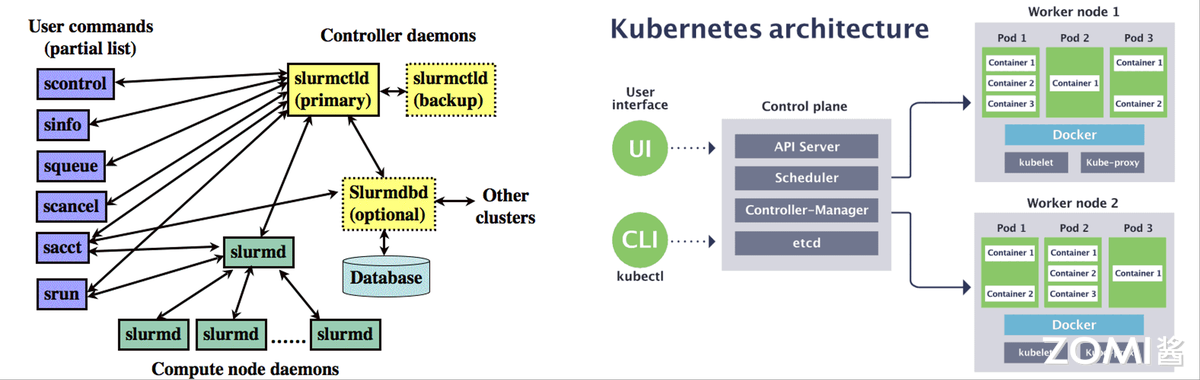 User commands
(partial list)
scontrol
sinfo
squeue
scancel
sacct
srun
Controller daemons
slurmctld
(primary)
slurmctld
(backup)
Slurmdbd
(optional)
Other
clusters
Database
slurmd
slurmd
slurmd
......
slurmd
Compute node daemons
Kubernetes architecture
User
interface
UI
CLI
kubectl
Control plane
API Server
Scheduler
Controller-Manager
etcd
Worker node 1
Pod 1
Container 1
Container 2
Container 3
Pod 2
Container 1
Pod 3
Container 1
Container 2
Docker
kubelet
Kube-proxy
Worker node 2
Pod 1
Container 1
Container 2
Pod 2
Container 1
Container 2
Container 3
Pod 3
Container 1
Docker
kubelet
Kube-proxy
ZOMI酱